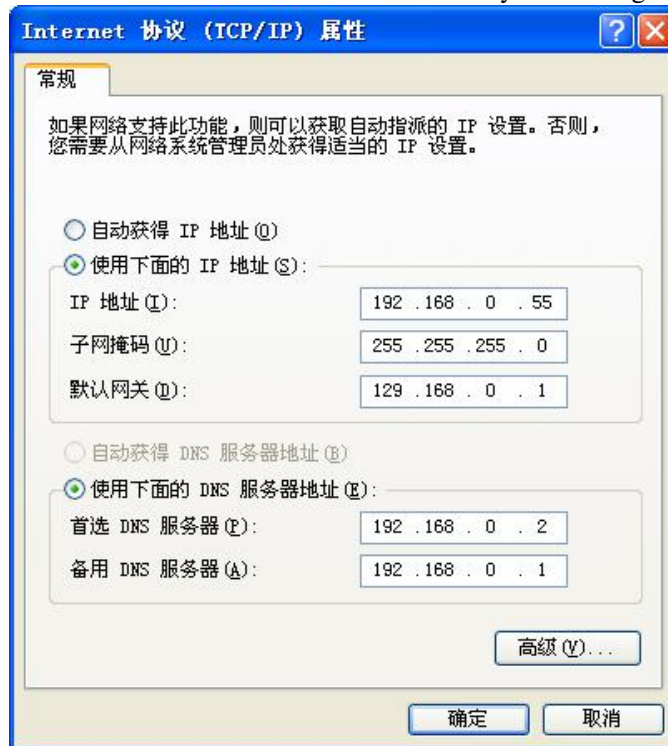 Internet 协议 (TCP/IP) 属性
常规
如果网络支持此功能，则可以获取自动指派的 IP 设置。否则，
您需要从网络系统管理员处获得适当的 IP 设置。
自动获得 IP 地址(O)
使用下面的 IP 地址(S):
IP 地址(I): 192 .168 . 0 . 55
子网掩码(U): 255 .255 .255 . 0
默认网关(D): 129 .168 . 0 . 1
自动获得 DNS 服务器地址(B)
使用下面的 DNS 服务器地址(E):
首选 DNS 服务器(P): 192 .168 . 0 . 2
备用 DNS 服务器(A): 192 .168 . 0 . 1
高级(V)...
确定 取消